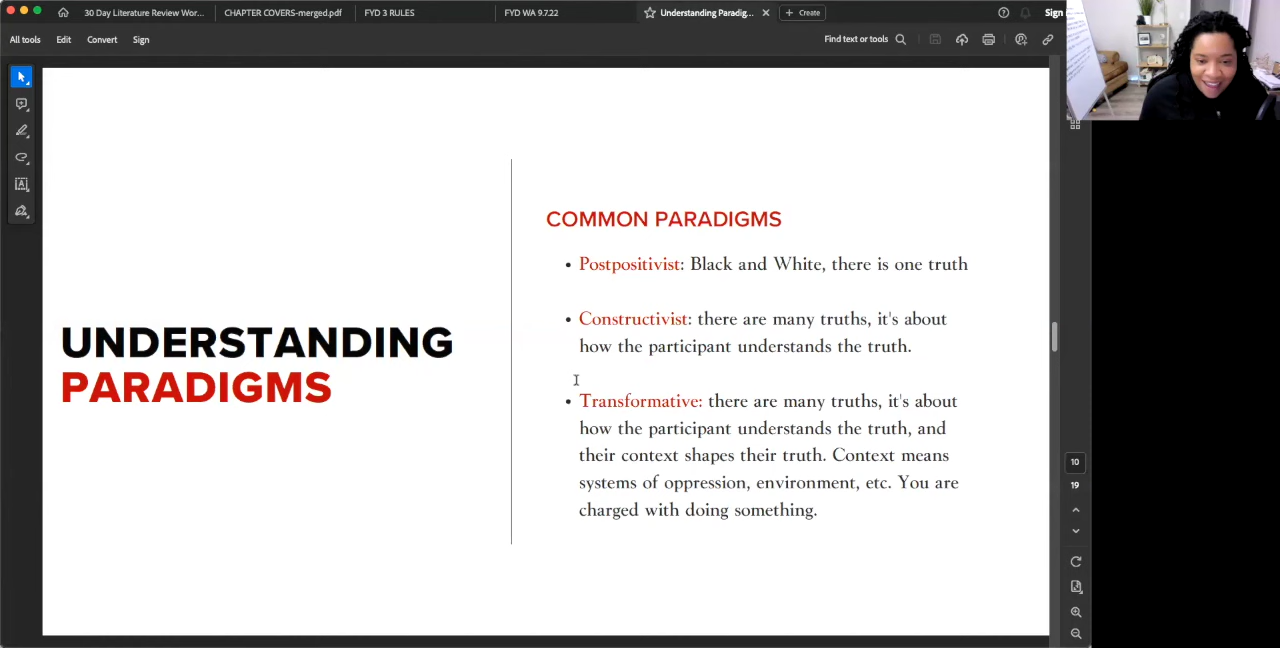 30 Day Literature Review Wor...
CHAPTER COVERS-merged.pdf
FYD 3 RULES
FYD WA 9.7.22
Understanding Paradig...
Create
Sign
All tools
Edit
Convert
Sign
Find text or tools
UNDERSTANDING
PARADIGMS
COMMON PARADIGMS
• Postpositivist: Black and White, there is one truth
• Constructivist: there are many truths, it's about
how the participant understands the truth.
• Transformative: there are many truths, it's about
how the participant understands the truth, and
their context shapes their truth. Context means
systems of oppression, environment, etc. You are
charged with doing something.
10
19